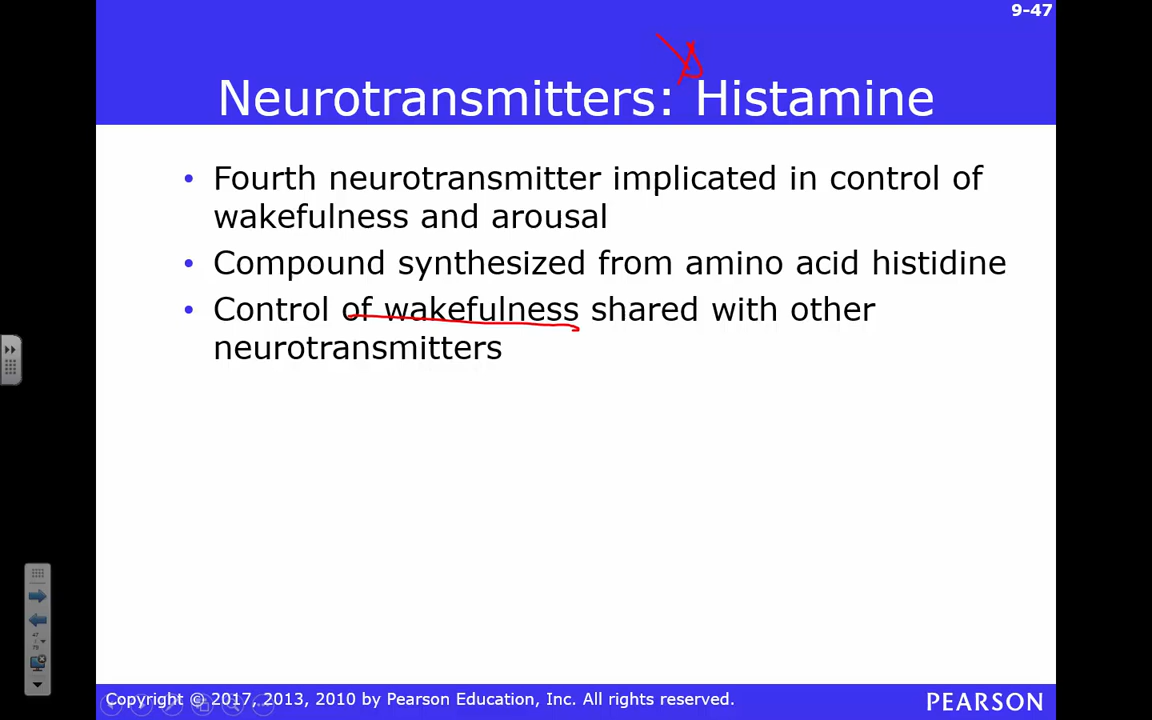 9-47
Neurotransmitters: Histamine
• Fourth neurotransmitter implicated in control of
wakefulness and arousal
• Compound synthesized from amino acid histidine
• Control of wakefulness shared with other
neurotransmitters
47
79
Copyright © 2017, 2013, 2010 by Pearson Education, Inc. All rights reserved.
PEARSON